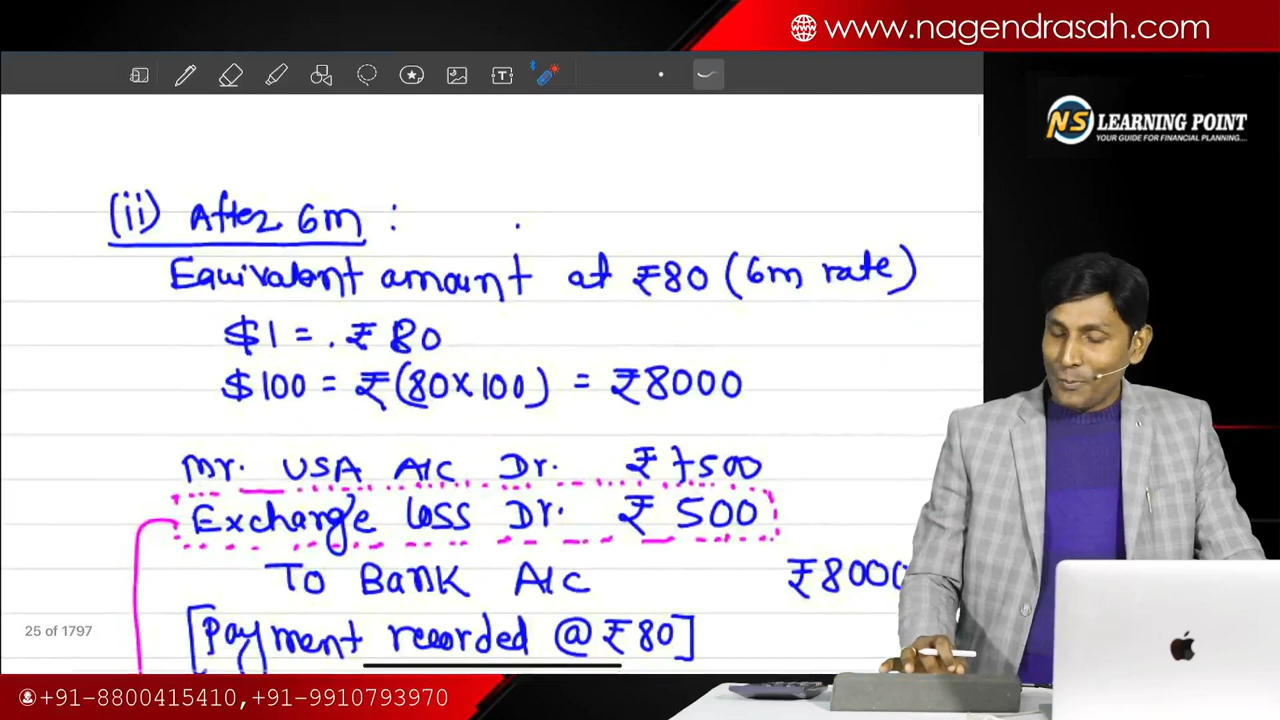 www.nagendrasah.com
NS LEARNING POINT
YOUR GUIDE FOR FINANCIAL PLANNING....
(ii) After 6m :
Equivalent amount at ₹80 (6m rate)
$1 = . ₹ 80
$100 = ₹(80×100) = ₹8000
Mr. USA A/C Dr. ₹7500
Exchange loss Dr. ₹ 500
To Bank A/C ₹8000
[Payment recorded @ ₹80]
25 of 1797
+91-8800415410, +91-9910793970